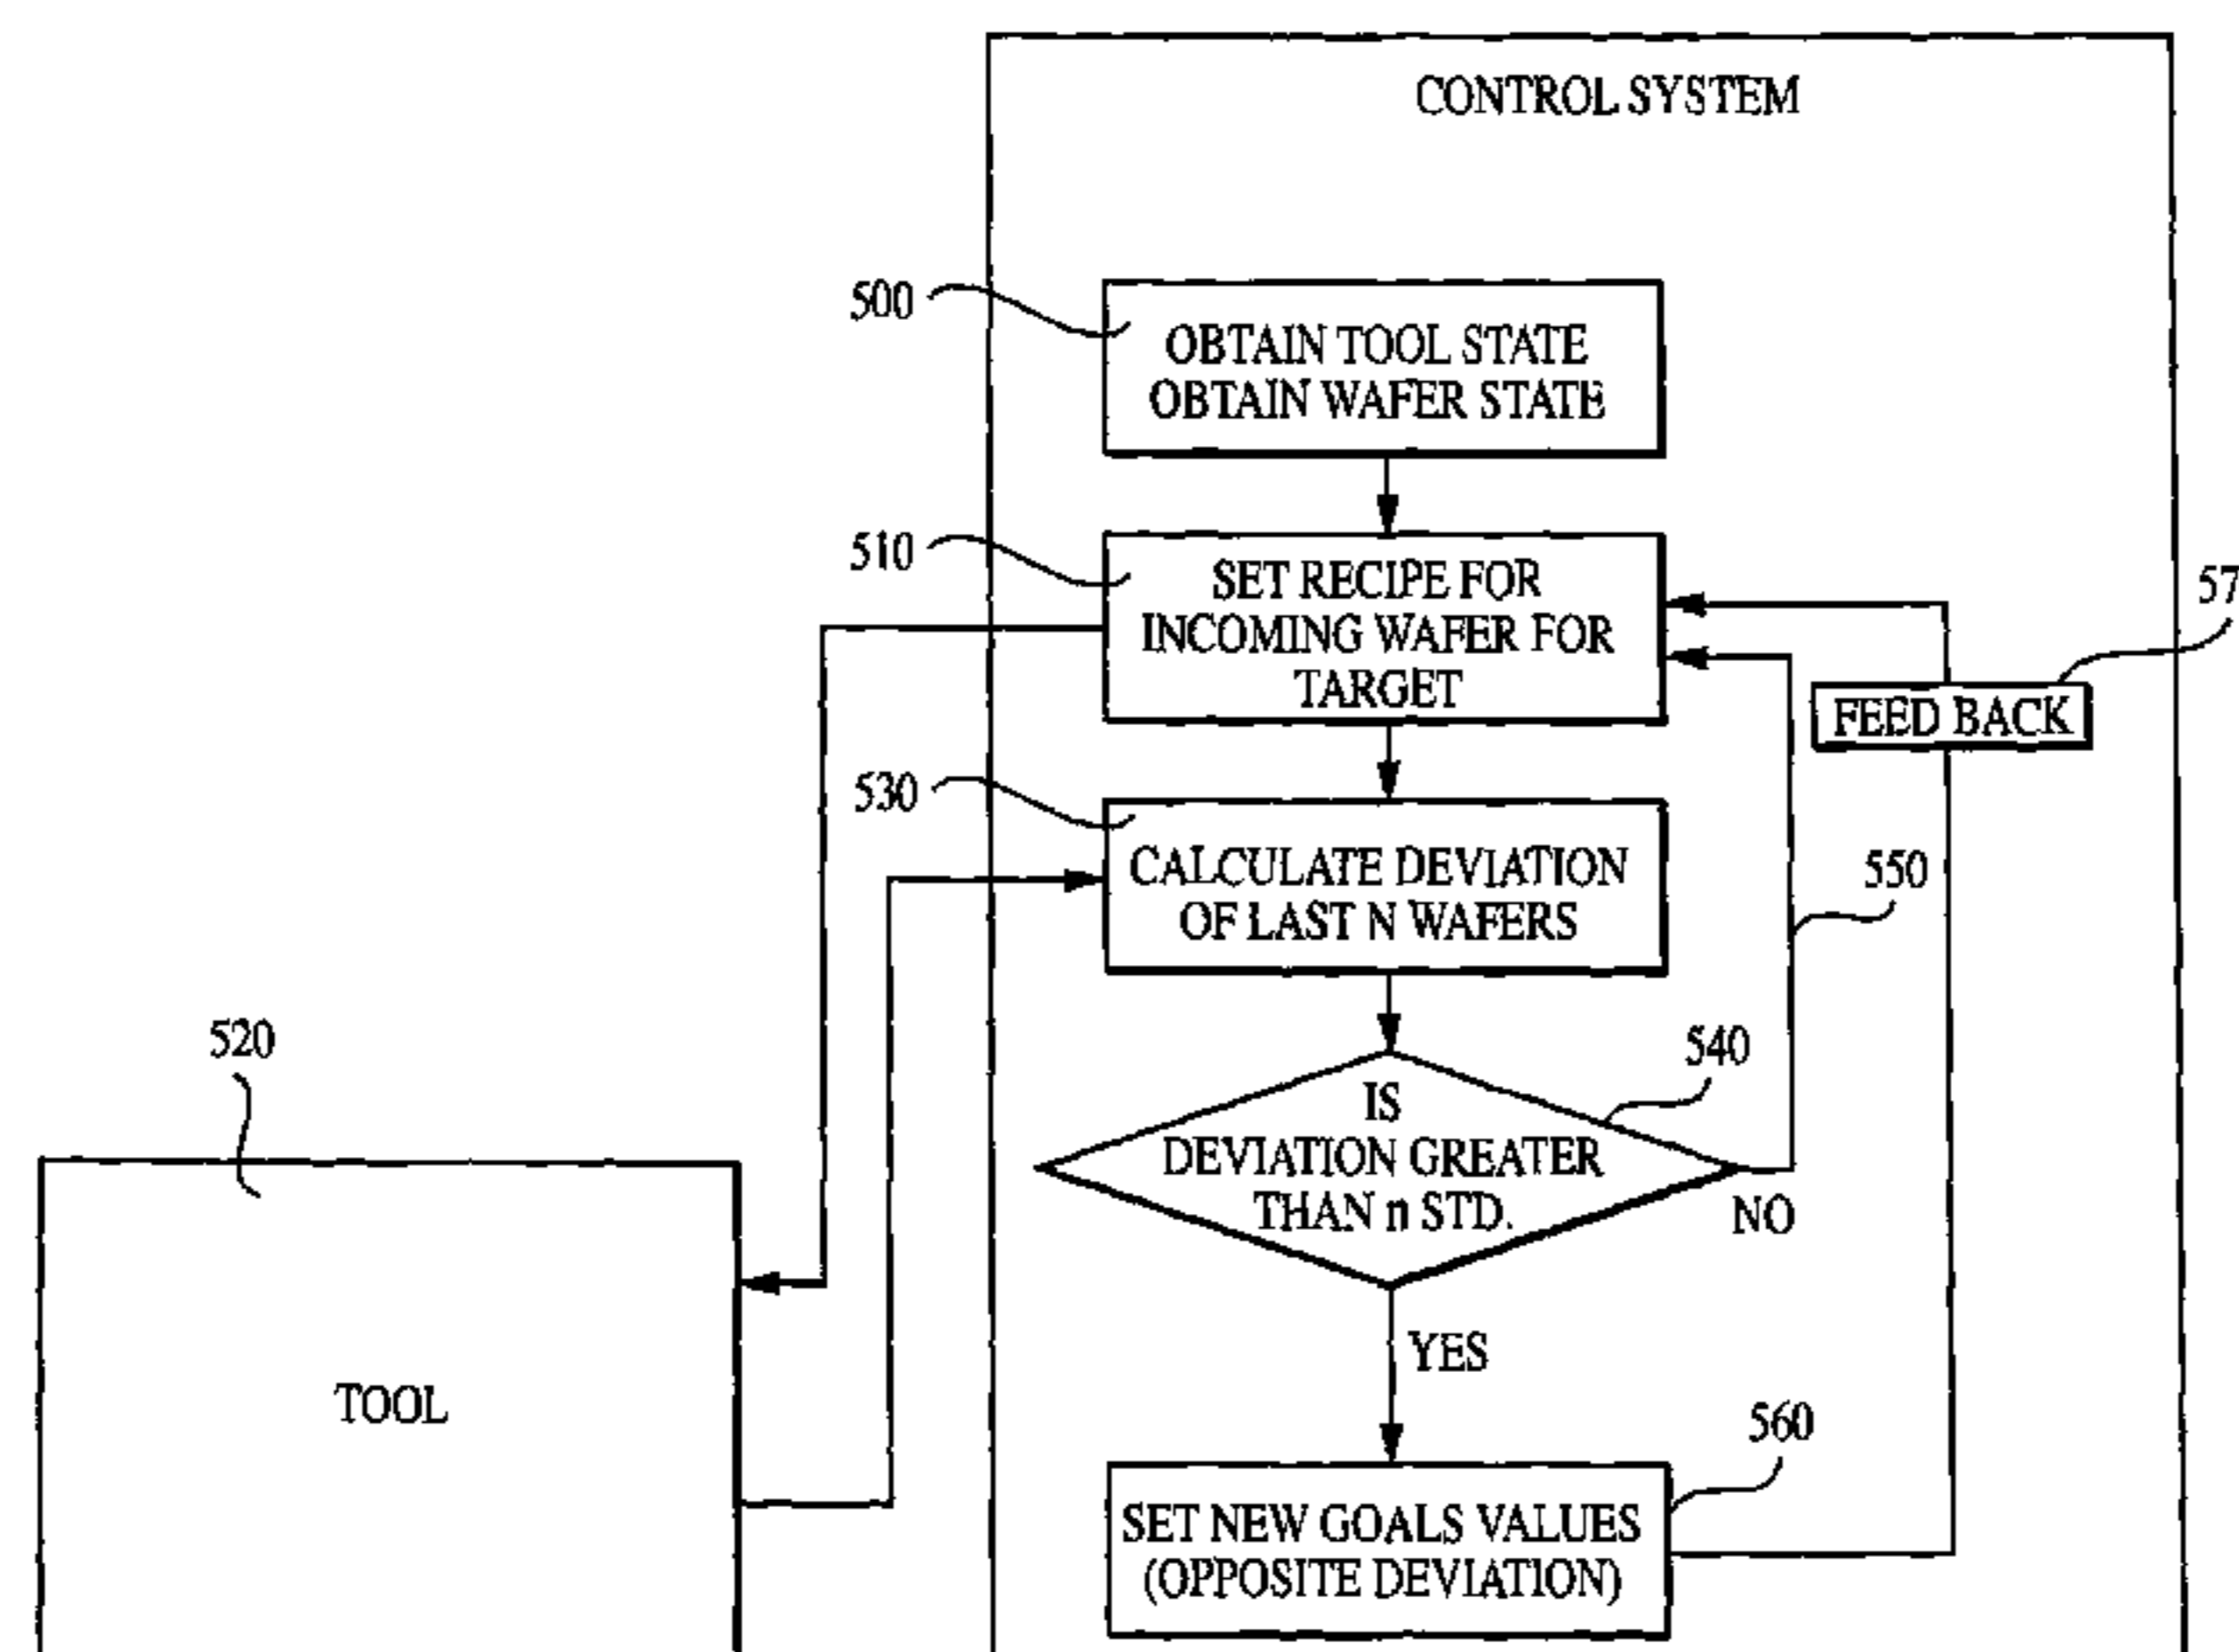 CONTROL SYSTEM
500
OBTAIN TOOL STATE
OBTAIN WAFER STATE
510
SET RECIPE FOR
INCOMING WAFER FOR
TARGET
57
FEED BACK
530
CALCULATE DEVIATION
OF LAST N WAFERS
550
520
540
IS
DEVIATION GREATER
THAN n STD.
NO
YES
TOOL
560
SET NEW GOALS VALUES
(OPPOSITE DEVIATION)